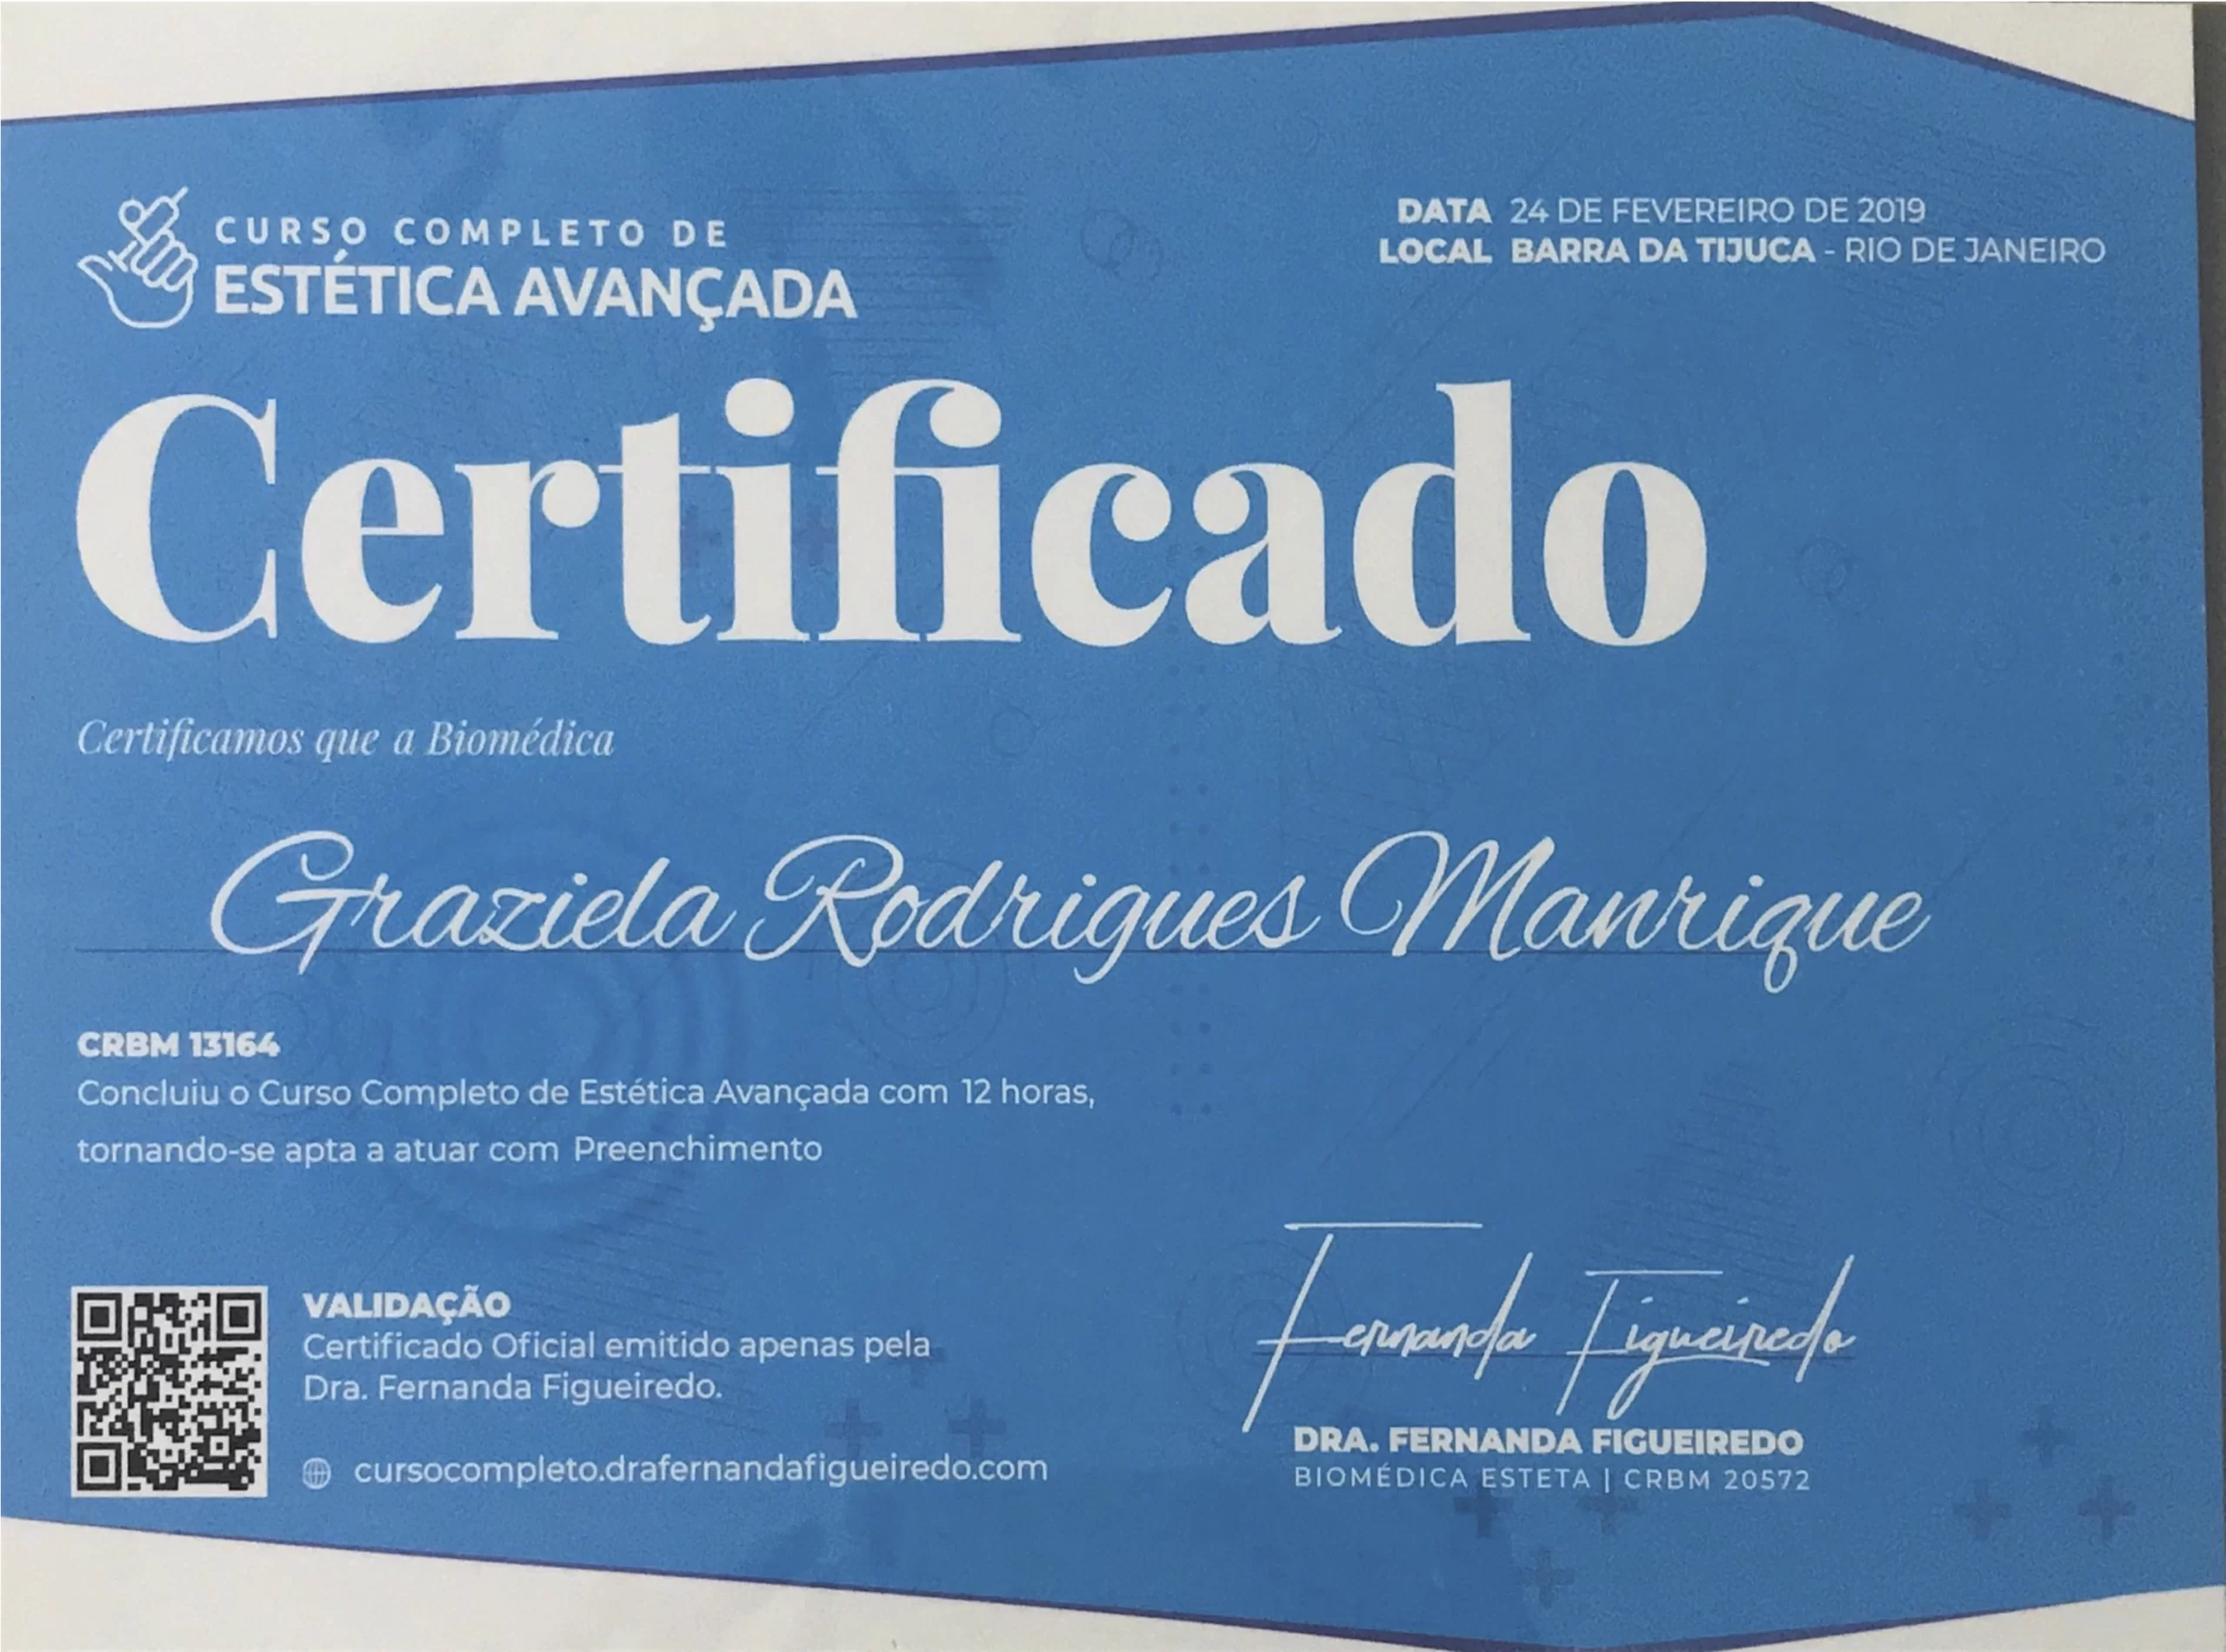 CURSO COMPLETO DE
ESTÉTICA AVANÇADA
DATA 24 DE FEVEREIRO DE 2019
LOCAL BARRA DA TIJUCA - RIO DE JANEIRO
Certificado
Certificamos que a Biomédica
Graziela Rodrigues Manrique
CRBM 13164
Concluiu o Curso Completo de Estética Avançada com 12 horas,
tornando-se apta a atuar com Preenchimento
VALIDAÇÃO
Certificado Oficial emitido apenas pela
Dra. Fernanda Figueiredo.
cursocompleto.drafernandafigueiredo.com
Fernanda Figueiredo
DRA. FERNANDA FIGUEIREDO
BIOMÉDICA ESTETA | CRBM 20572